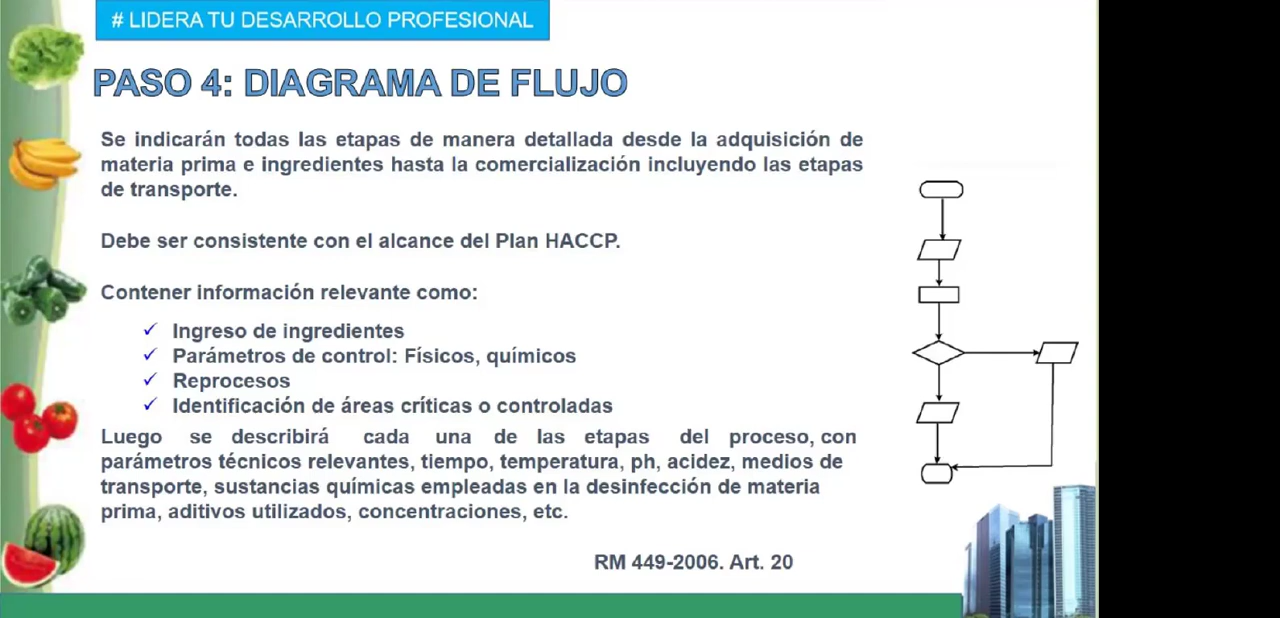 # LIDERA TU DESARROLLO PROFESIONAL
PASO 4: DIAGRAMA DE FLUJO
Se indicarán todas las etapas de manera detallada desde la adquisición de
materia prima e ingredientes hasta la comercialización incluyendo las etapas
de transporte.
Debe ser consistente con el alcance del Plan HACCP.
Contener información relevante como:
✓ Ingreso de ingredientes
✓ Parámetros de control: Físicos, químicos
✓ Reprocesos
✓ Identificación de áreas críticas o controladas
Luego se describirá cada una de las etapas del proceso, con
parámetros técnicos relevantes, tiempo, temperatura, ph, acidez, medios de
transporte, sustancias químicas empleadas en la desinfección de materia
prima, aditivos utilizados, concentraciones, etc.
RM 449-2006. Art. 20